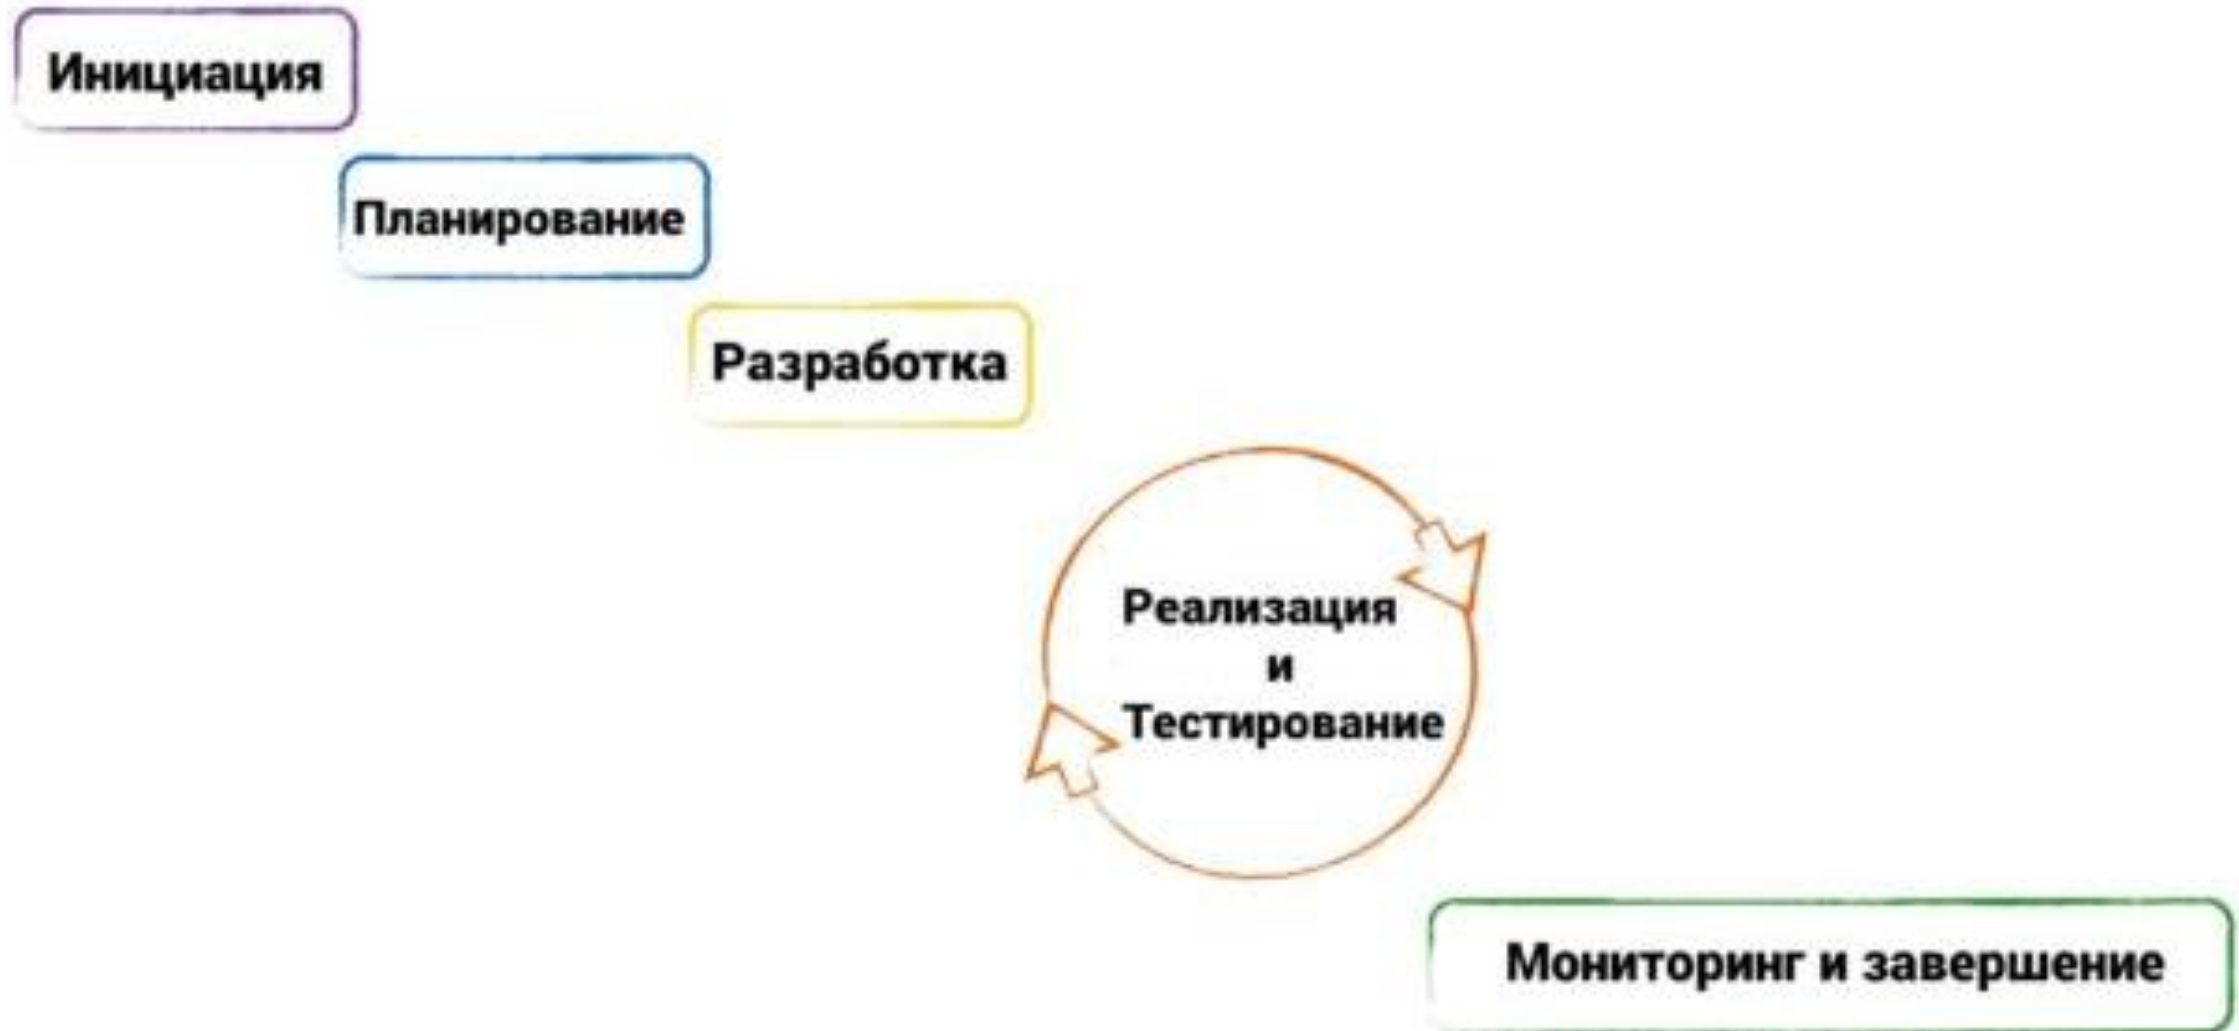 Инициация
Планирование
Разработка
Реализация
и
Тестирование
Мониторинг и завершение